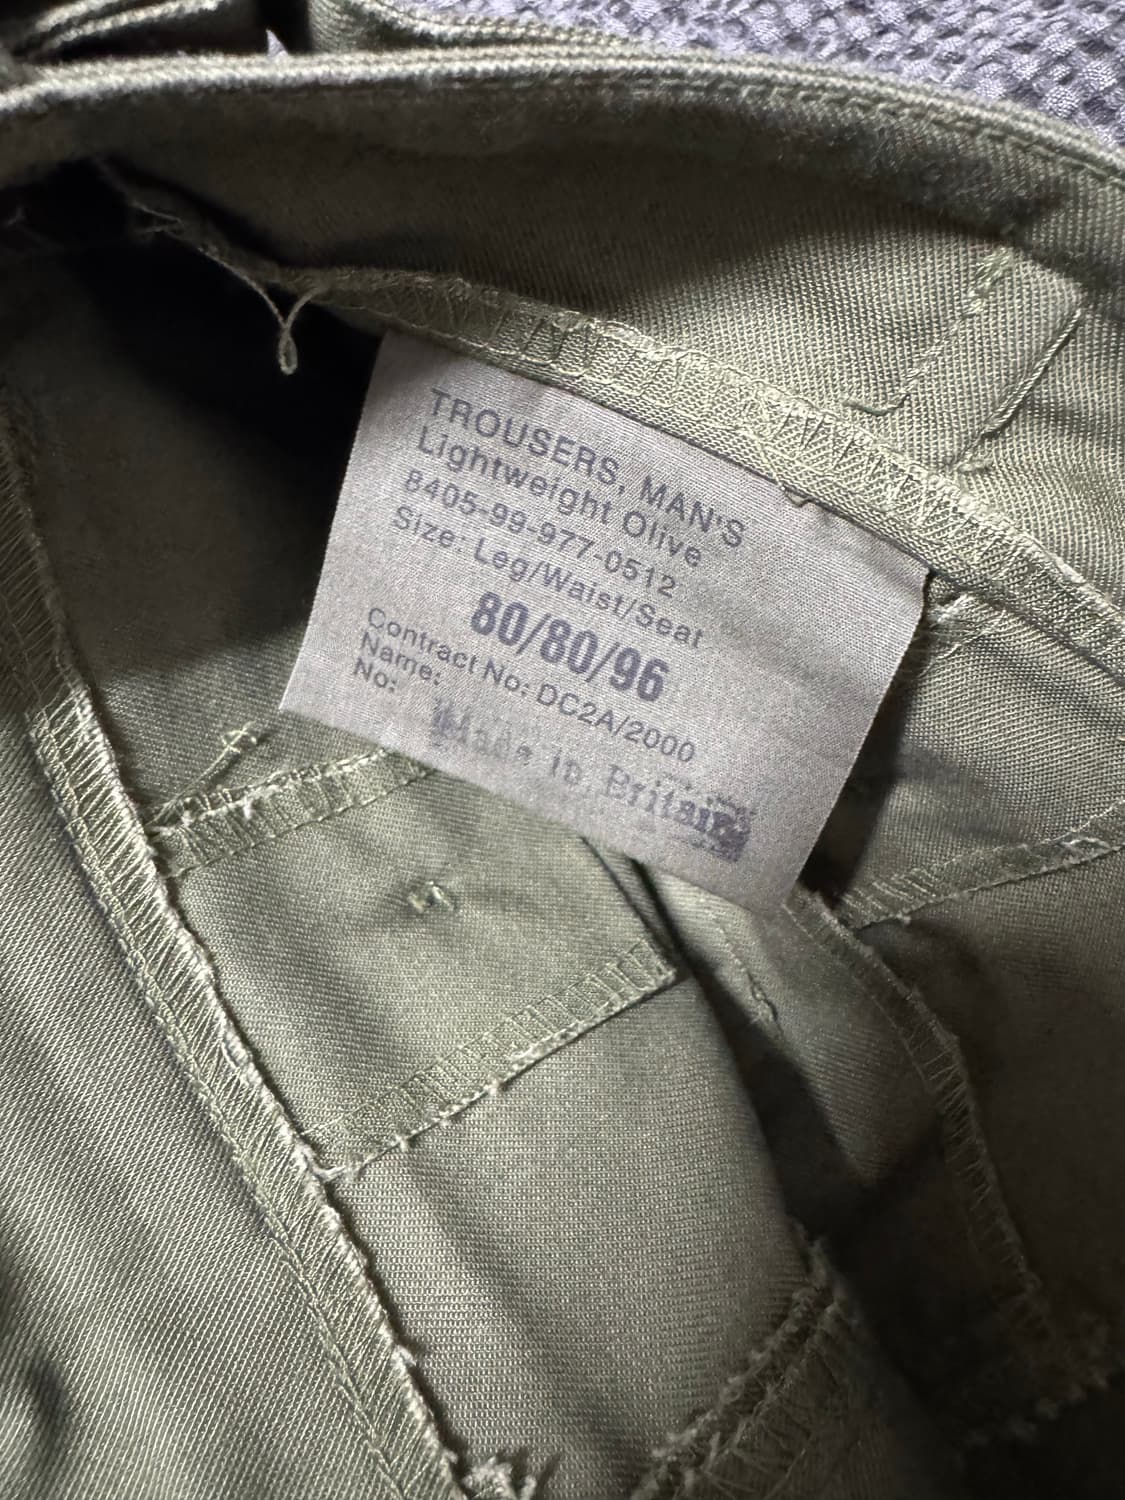 TROUSERS, MAN'S
Lightweight Olive
8405-99-977-0512
Size: Leg/Waist/Seat
80/80/96
Contract No: DC2A/2000
Name:
No:
Made in Britain